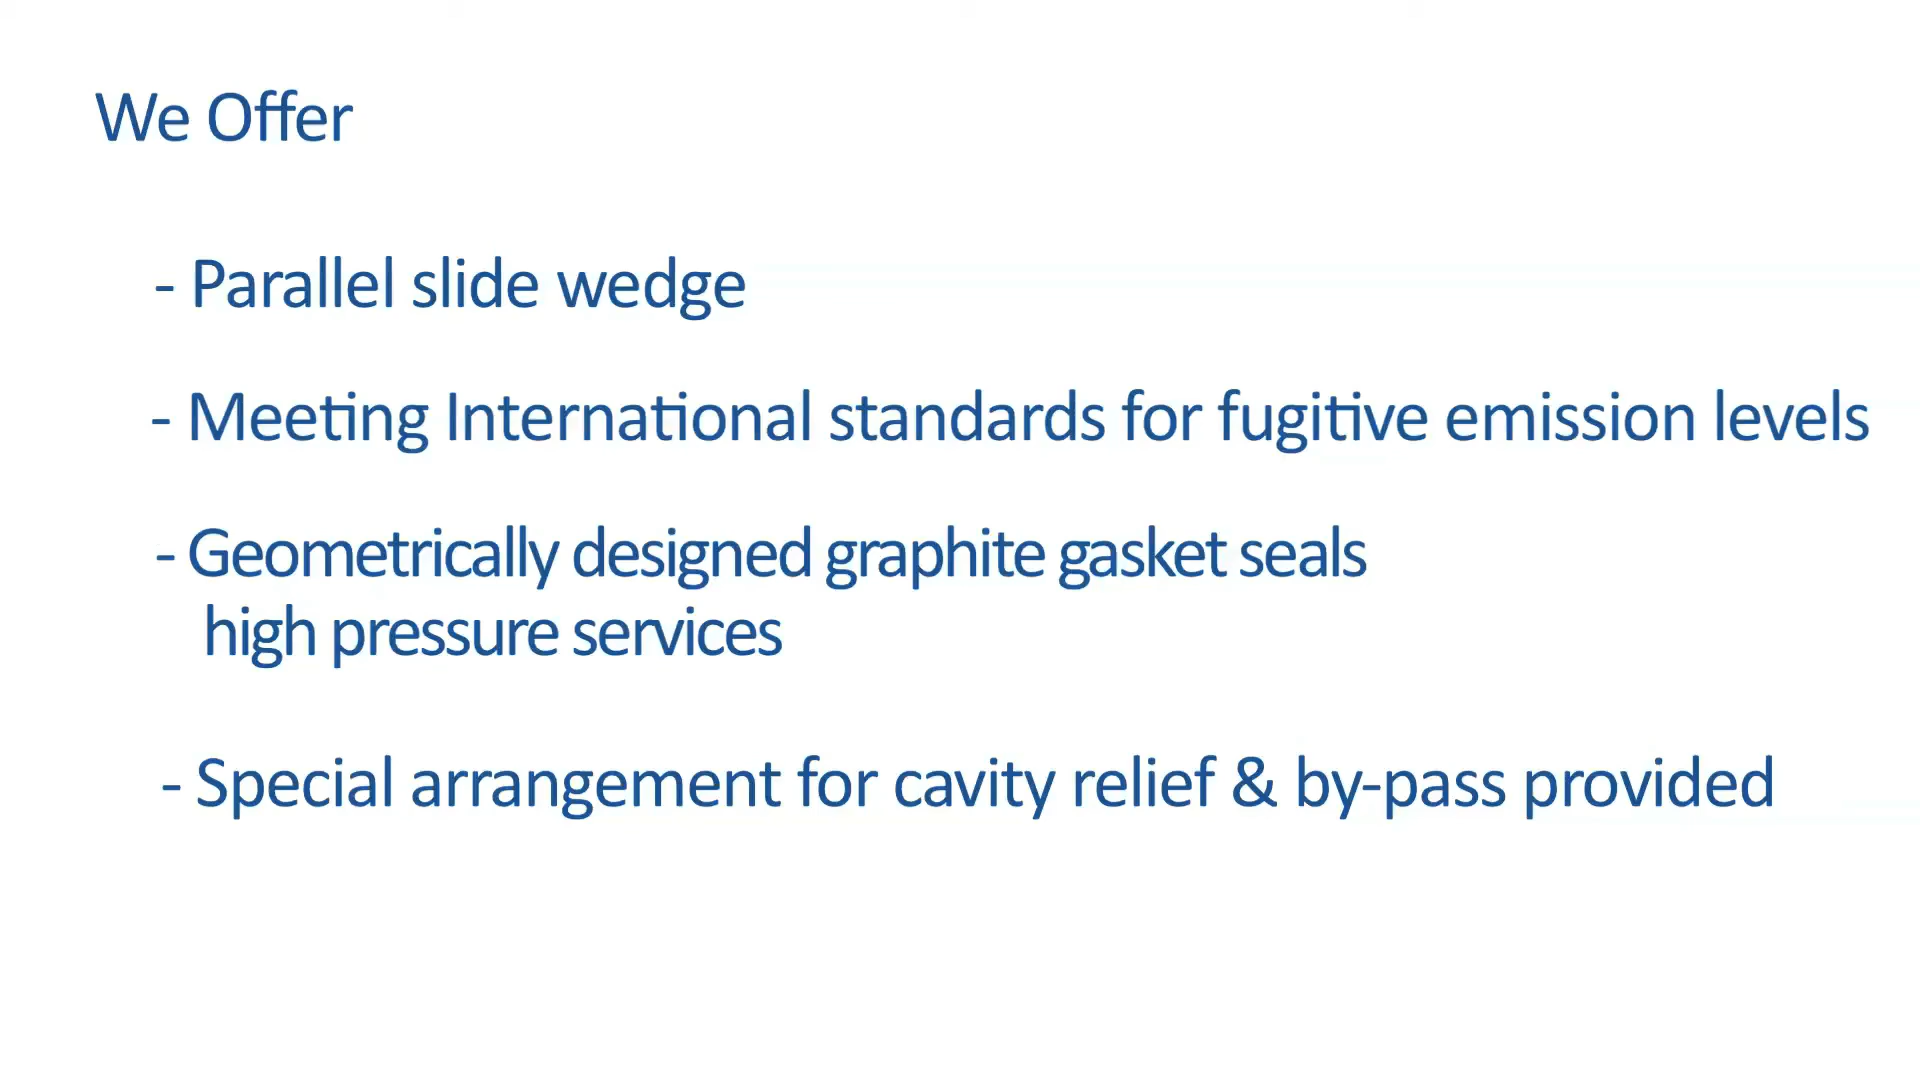 We Offer
- Parallel slide wedge
- Meeting International standards for fugitive emission levels
- Geometrically designed graphite gasket seals
high pressure services
- Special arrangement for cavity relief & by-pass provided